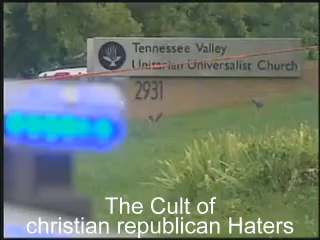 Tennessee Valley
Unitarian Universalist Church
2931
The Cult of
christian republican Haters